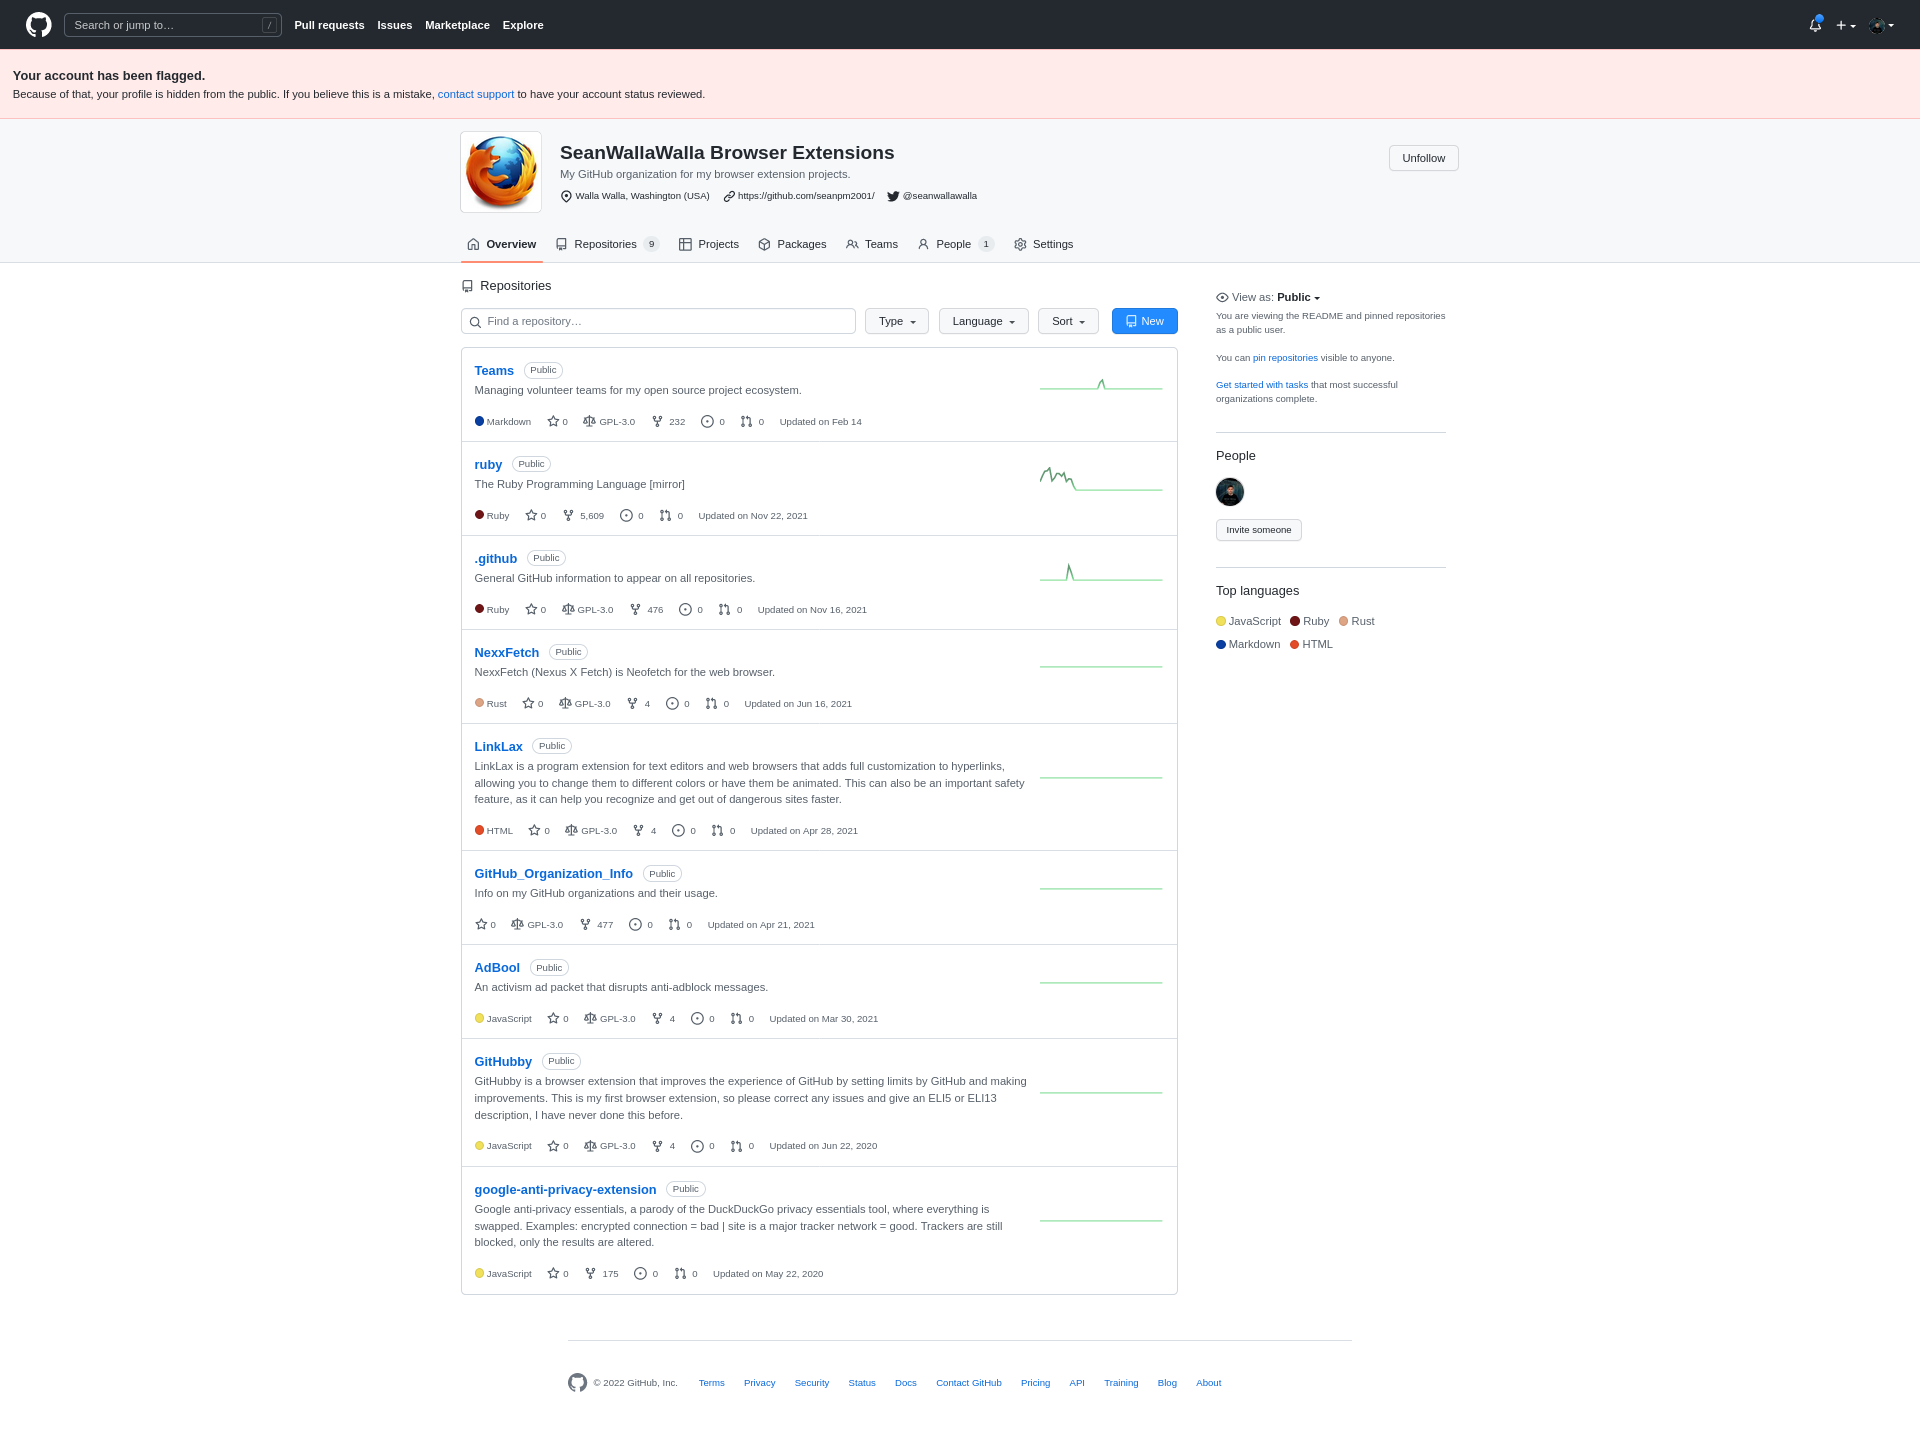 Search or jump to… /
Pull requests Issues Marketplace Explore
Your account has been flagged.
Because of that, your profile is hidden from the public. If you believe this is a mistake, contact support to have your account status reviewed.
SeanWallaWalla Browser Extensions
My GitHub organization for my browser extension projects.
Walla Walla, Washington (USA) https://github.com/seanpm2001/ @seanwallawalla
Unfollow
Overview Repositories 9 Projects Packages Teams People 1 Settings
Repositories
Find a repository… Type Language Sort New
Teams Public
Managing volunteer teams for my open source project ecosystem.
Markdown 0 GPL-3.0 232 0 0 Updated on Feb 14
ruby Public
The Ruby Programming Language [mirror]
Ruby 0 5,609 0 0 Updated on Nov 22, 2021
.github Public
General GitHub information to appear on all repositories.
Ruby 0 GPL-3.0 476 0 0 Updated on Nov 16, 2021
NexxFetch Public
NexxFetch (Nexus X Fetch) is Neofetch for the web browser.
Rust 0 GPL-3.0 4 0 0 Updated on Jun 16, 2021
LinkLax Public
LinkLax is a program extension for text editors and web browsers that adds full customization to hyperlinks,
allowing you to change them to different colors or have them be animated. This can also be an important safety
feature, as it can help you recognize and get out of dangerous sites faster.
HTML 0 GPL-3.0 4 0 0 Updated on Apr 28, 2021
GitHub_Organization_Info Public
Info on my GitHub organizations and their usage.
0 GPL-3.0 477 0 0 Updated on Apr 21, 2021
AdBool Public
An activism ad packet that disrupts anti-adblock messages.
JavaScript 0 GPL-3.0 4 0 0 Updated on Mar 30, 2021
GitHubby Public
GitHubby is a browser extension that improves the experience of GitHub by setting limits by GitHub and making
improvements. This is my first browser extension, so please correct any issues and give an ELI5 or ELI13
description, I have never done this before.
JavaScript 0 GPL-3.0 4 0 0 Updated on Jun 22, 2020
google-anti-privacy-extension Public
Google anti-privacy essentials, a parody of the DuckDuckGo privacy essentials tool, where everything is
swapped. Examples: encrypted connection = bad | site is a major tracker network = good. Trackers are still
blocked, only the results are altered.
JavaScript 0 175 0 0 Updated on May 22, 2020
View as: Public
You are viewing the README and pinned repositories
as a public user.
You can pin repositories visible to anyone.
Get started with tasks that most successful
organizations complete.
People
Invite someone
Top languages
JavaScript Ruby Rust
Markdown HTML
© 2022 GitHub, Inc. Terms Privacy Security Status Docs Contact GitHub Pricing API Training Blog About